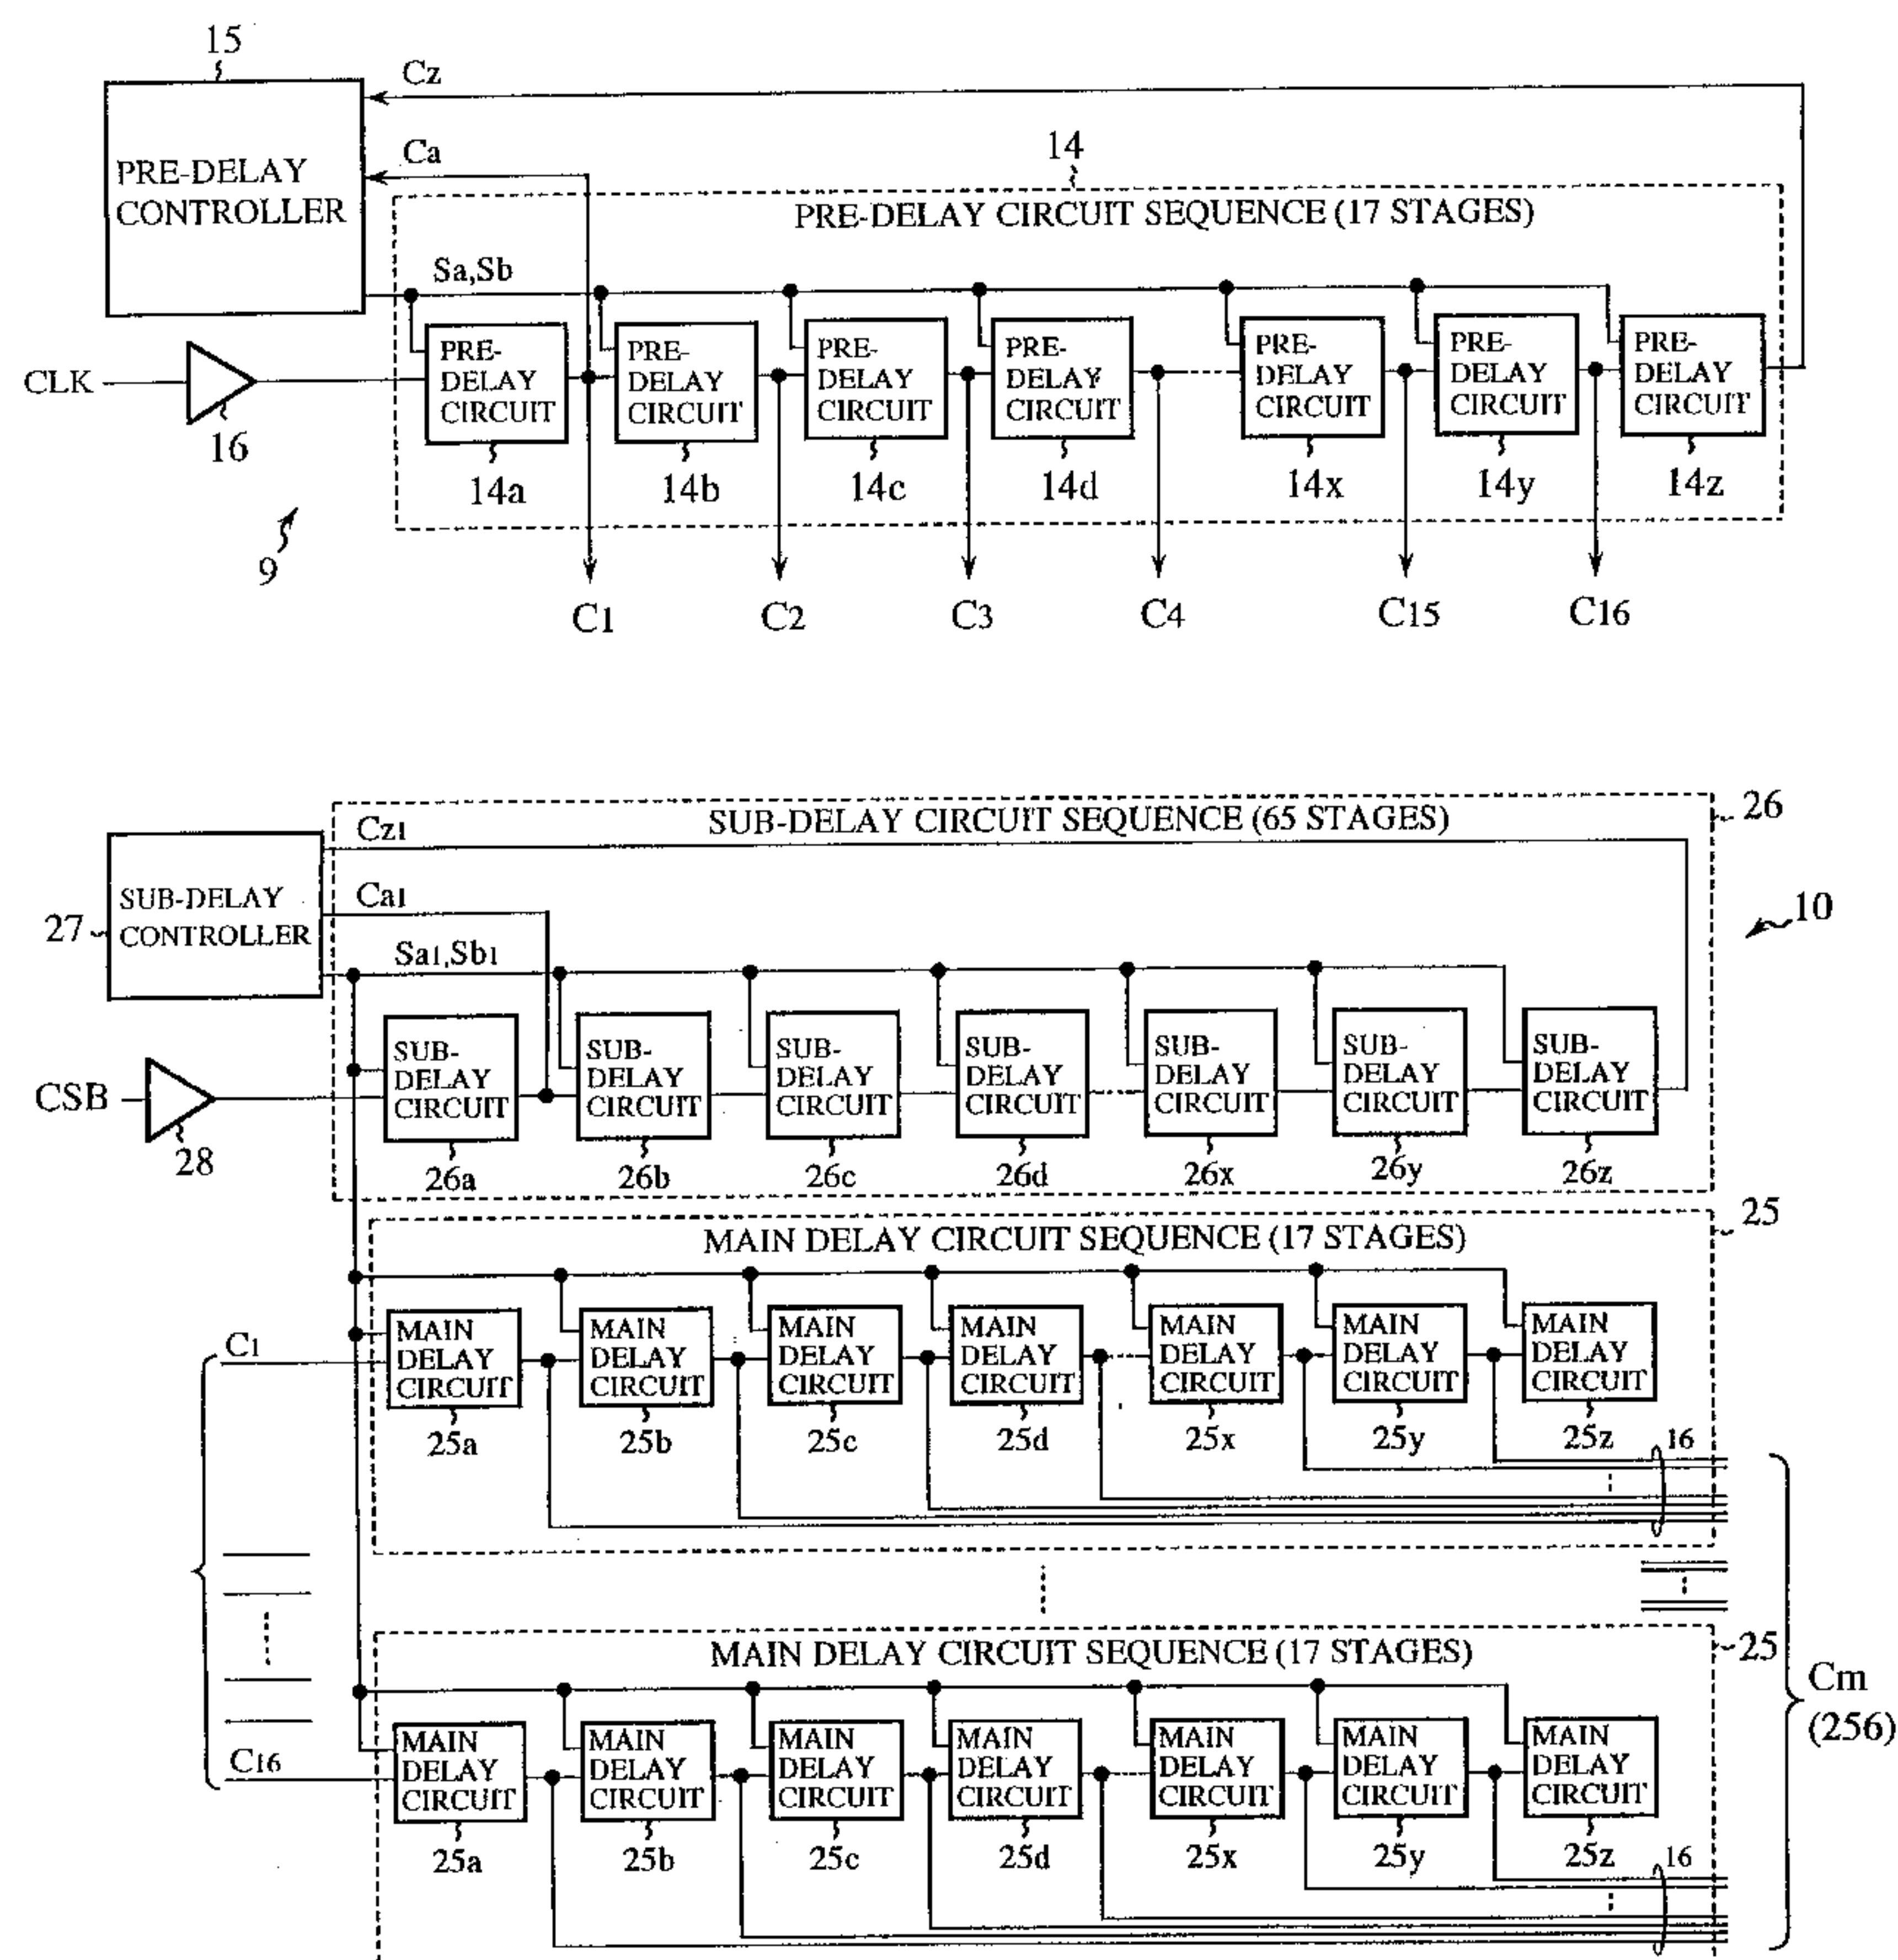 15
Cz
PRE-DELAY
CONTROLLER
Ca
14
PRE-DELAY CIRCUIT SEQUENCE (17 STAGES)
Sa,Sb
CLK
16
PRE-
DELAY
CIRCUIT
14a
PRE-
DELAY
CIRCUIT
14b
PRE-
DELAY
CIRCUIT
14c
PRE-
DELAY
CIRCUIT
14d
PRE-
DELAY
CIRCUIT
14x
PRE-
DELAY
CIRCUIT
14y
PRE-
DELAY
CIRCUIT
14z
9
C1
C2
C3
C4
C15
C16
SUB-DELAY CIRCUIT SEQUENCE (65 STAGES)
26
Cz1
SUB-DELAY
CONTROLLER
27
Ca1
10
Sa1,Sb1
CSB
28
SUB-
DELAY
CIRCUIT
26a
SUB-
DELAY
CIRCUIT
26b
SUB-
DELAY
CIRCUIT
26c
SUB-
DELAY
CIRCUIT
26d
SUB-
DELAY
CIRCUIT
26x
SUB-
DELAY
CIRCUIT
26y
SUB-
DELAY
CIRCUIT
26z
25
MAIN DELAY CIRCUIT SEQUENCE (17 STAGES)
C1
MAIN
DELAY
CIRCUIT
25a
MAIN
DELAY
CIRCUIT
25b
MAIN
DELAY
CIRCUIT
25c
MAIN
DELAY
CIRCUIT
25d
MAIN
DELAY
CIRCUIT
25x
MAIN
DELAY
CIRCUIT
25y
MAIN
DELAY
CIRCUIT
25z
16
MAIN DELAY CIRCUIT SEQUENCE (17 STAGES)
25
Cm
(256)
C16
MAIN
DELAY
CIRCUIT
25a
MAIN
DELAY
CIRCUIT
25b
MAIN
DELAY
CIRCUIT
25c
MAIN
DELAY
CIRCUIT
25d
MAIN
DELAY
CIRCUIT
25x
MAIN
DELAY
CIRCUIT
25y
MAIN
DELAY
CIRCUIT
25z
16